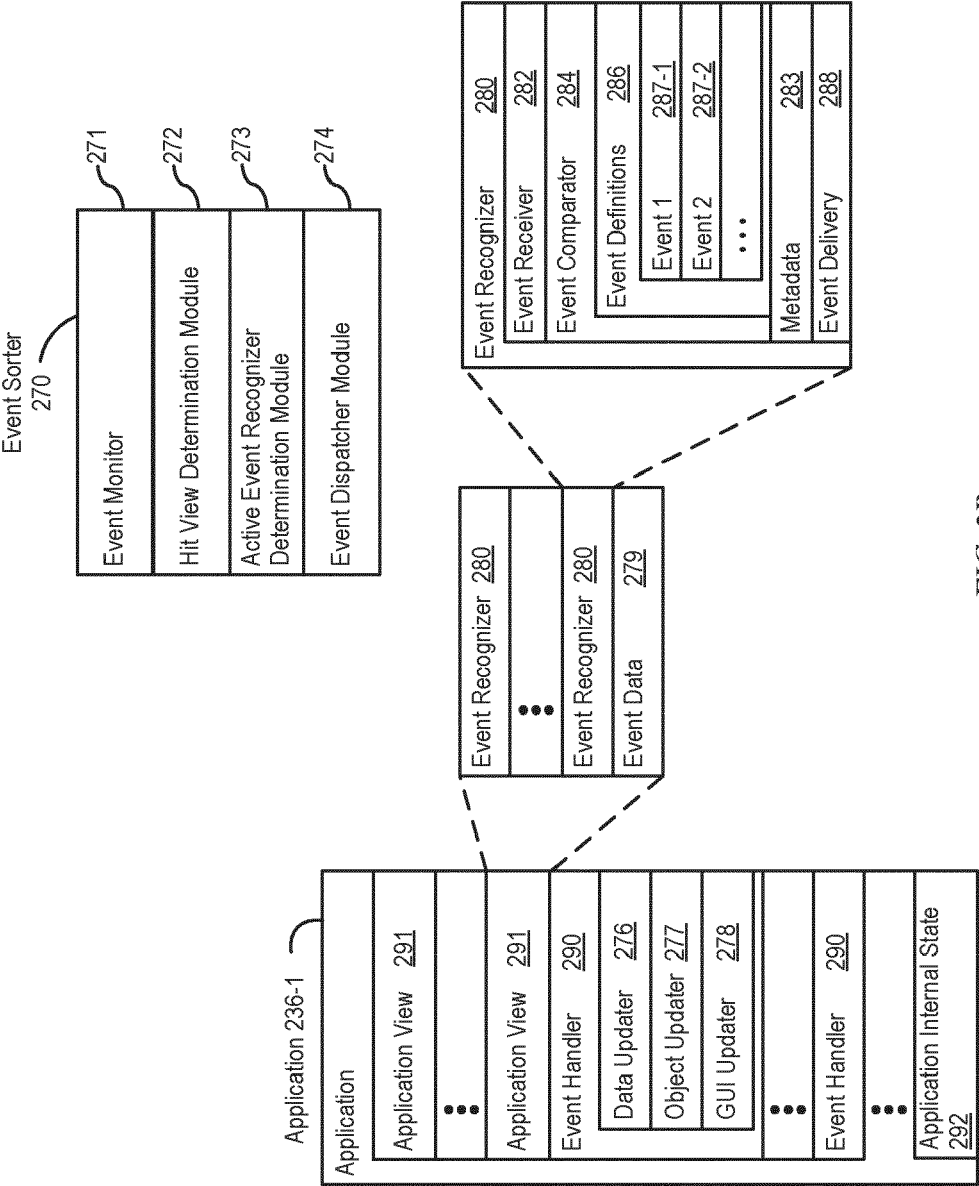 Event Sorter
270
Event Monitor
271
Hit View Determination Module
272
Active Event Recognizer
Determination Module
273
Event Dispatcher Module
274
Application 236-1
Application
Application View 291
•••
Application View 291
Event Handler 290
Data Updater 276
Object Updater 277
GUI Updater 278
•••
Event Handler 290
•••
Application Internal State
292
Event Recognizer 280
•••
Event Recognizer 280
Event Data 279
Event Recognizer 280
Event Receiver 282
Event Comparator 284
Event Definitions 286
Event 1 287-1
Event 2 287-2
•••
Metadata 283
Event Delivery 288